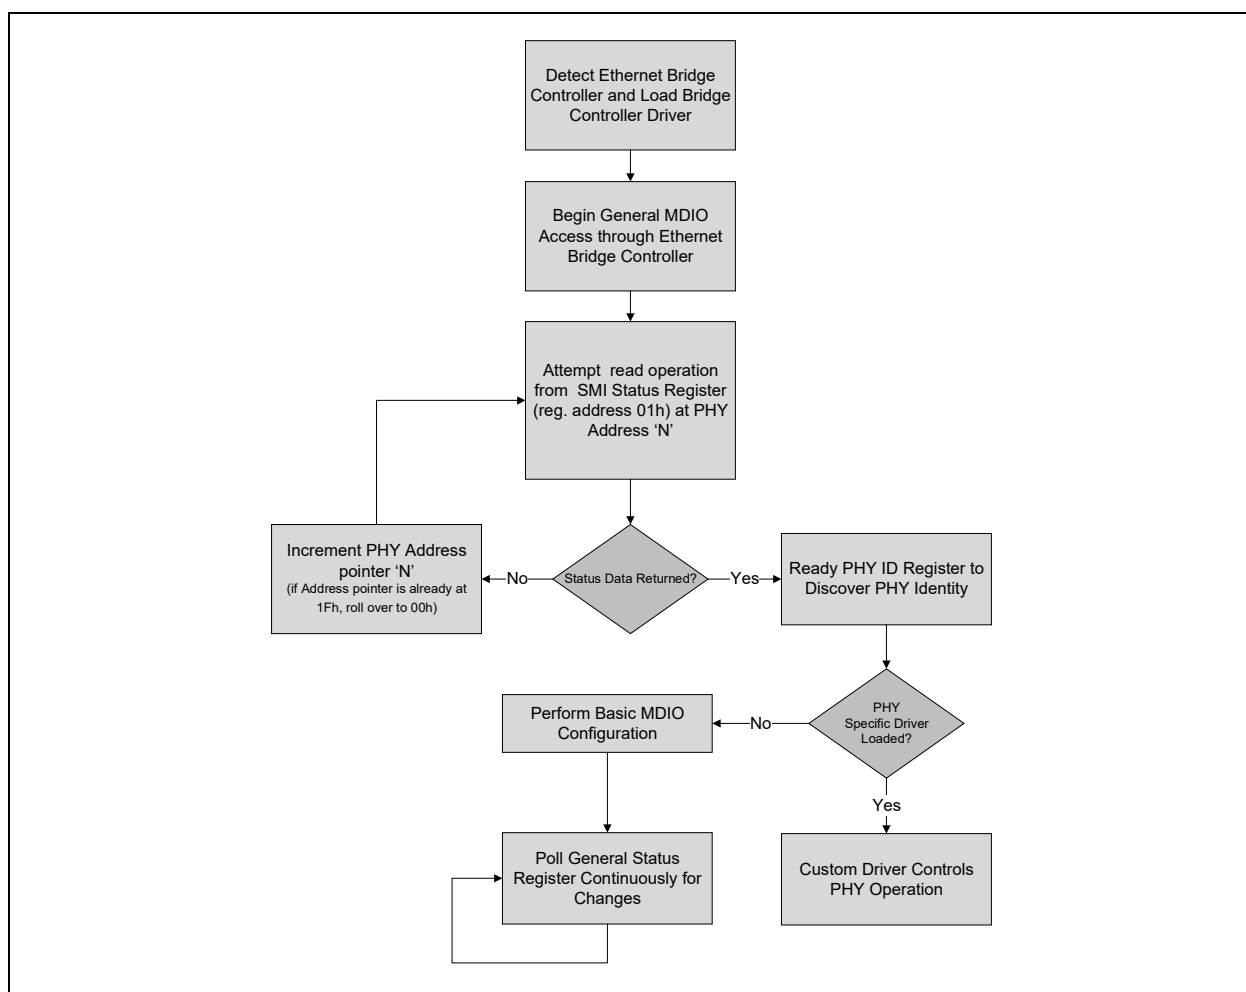 Detect Ethernet Bridge
Controller and Load Bridge
Controller Driver
Begin General MDIO
Access through Ethernet
Bridge Controller
Attempt read operation
from SMI Status Register
(reg. address 01h) at PHY
Address ‘N’
Increment PHY Address
pointer ‘N’
(if Address pointer is already at
1Fh, roll over to 00h)
No
Status Data Returned?
Yes
Ready PHY ID Register to
Discover PHY Identity
Perform Basic MDIO
Configuration
No
PHY
Specific Driver
Loaded?
Yes
Poll General Status
Register Continuously for
Changes
Custom Driver Controls
PHY Operation